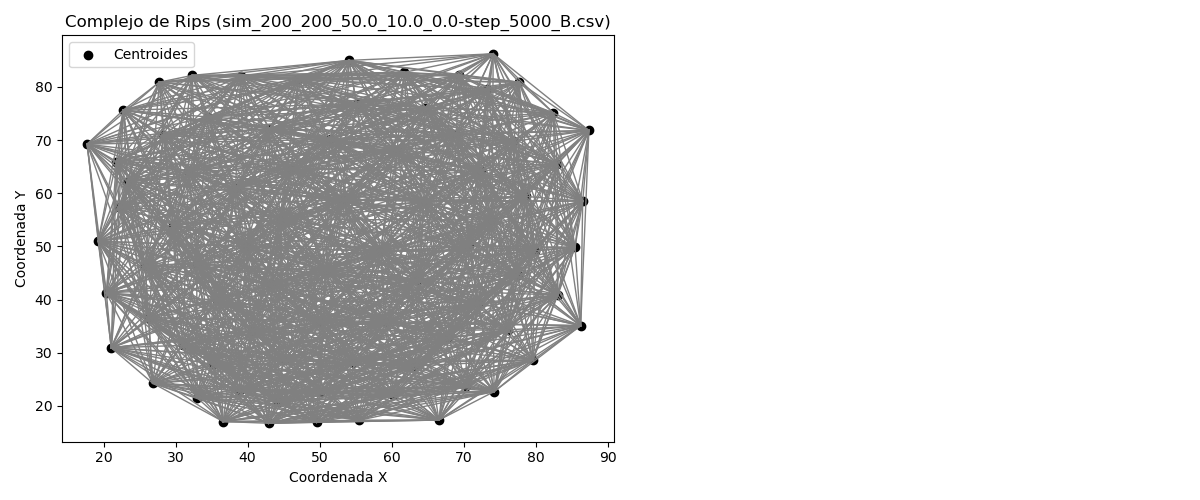 Complejo de Rips (sim_200_200_50.0_10.0_0.0-step_5000_B.csv)
Centroides
80
70
60
50
40
30
20
Coordenada Y
20 30 40 50 60 70 80 90
Coordenada X